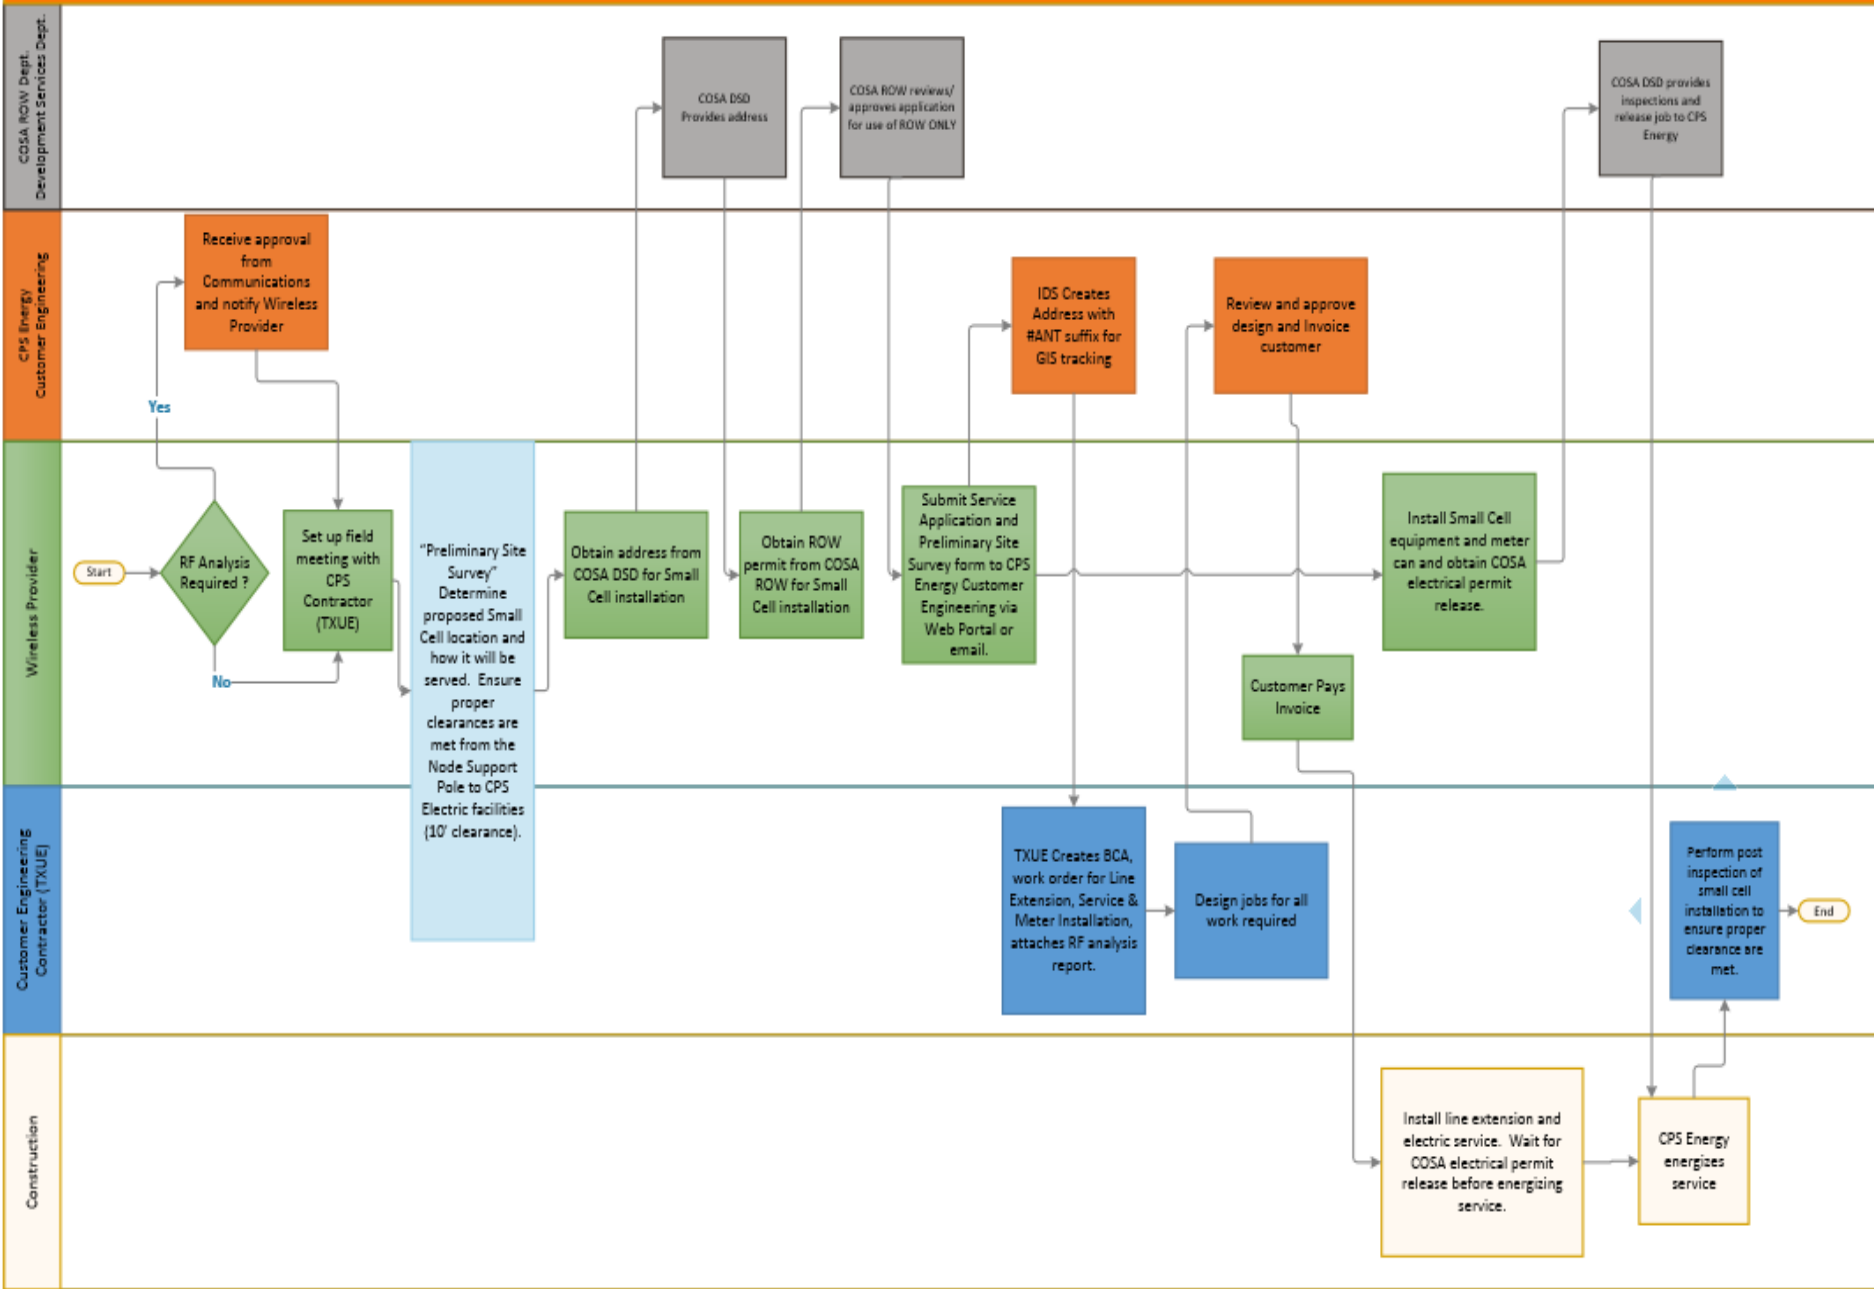 COSA ROW Dept.
Development Services Dept.
COSA DSD
Provides address
COSA ROW reviews/
approves application
for use of ROW ONLY
COSA DSD provides
inspections and
release job to CPS
Energy
CPS Energy
Customer Engineering
Receive approval
from
Communications
and notify Wireless
Provider
Yes
IDS Creates
Address with
#ANT suffix for
GIS tracking
Review and approve
design and Invoice
customer
Wireless Provider
Start
RF Analysis
Required ?
No
Set up field
meeting with
CPS
Contractor
(TXUE)
"Preliminary Site
Survey"
Determine
proposed Small
Cell location and
how it will be
served. Ensure
proper
clearances are
met from the
Node Support
Pole to CPS
Electric facilities
(10' clearance).
Obtain address from
COSA DSD for Small
Cell installation
Obtain ROW
permit from COSA
ROW for Small
Cell installation
Submit Service
Application and
Preliminary Site
Survey form to CPS
Energy Customer
Engineering via
Web Portal or
email.
Customer Pays
Invoice
Install Small Cell
equipment and meter
can and obtain COSA
electrical permit
release.
Customer Engineering
Contractor (TXUE)
TXUE Creates BCA,
work order for Line
Extension, Service &
Meter Installation,
attaches RF analysis
report.
Design jobs for all
work required
Perform post
inspection of
small cell
installation to
ensure proper
clearance are
met.
End
Construction
Install line extension and
electric service. Wait for
COSA electrical permit
release before energizing
service.
CPS Energy
energizes
service